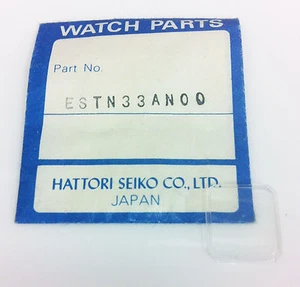 WATCH PARTS
Part No.
ESTN33AN00
HATTORI SEIKO CO., LTD.
JAPAN